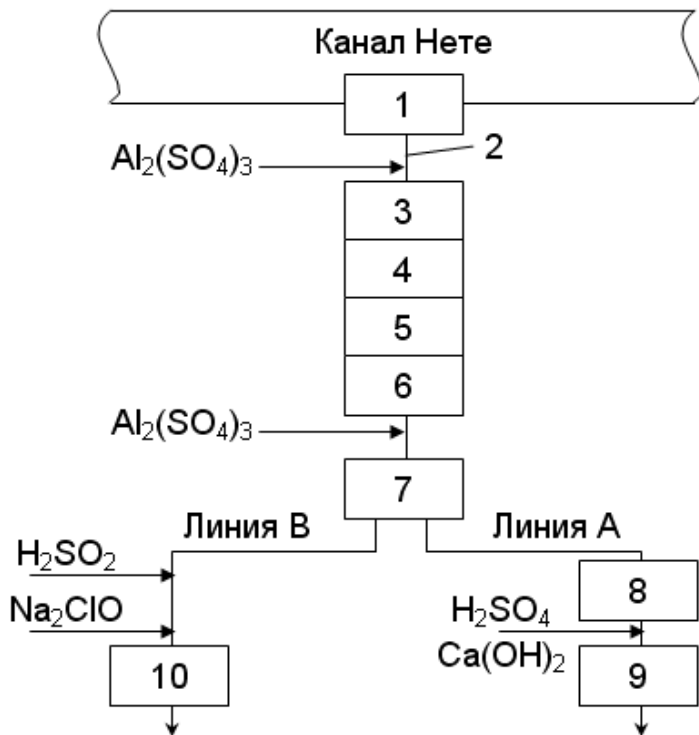 Канал Нете
1
2
Al₂(SO₄)₃
3
4
5
6
Al₂(SO₄)₃
7
Линия В
Линия А
H₂SO₂
8
Na₂ClO
H₂SO₄
Ca(OH)₂
10
9